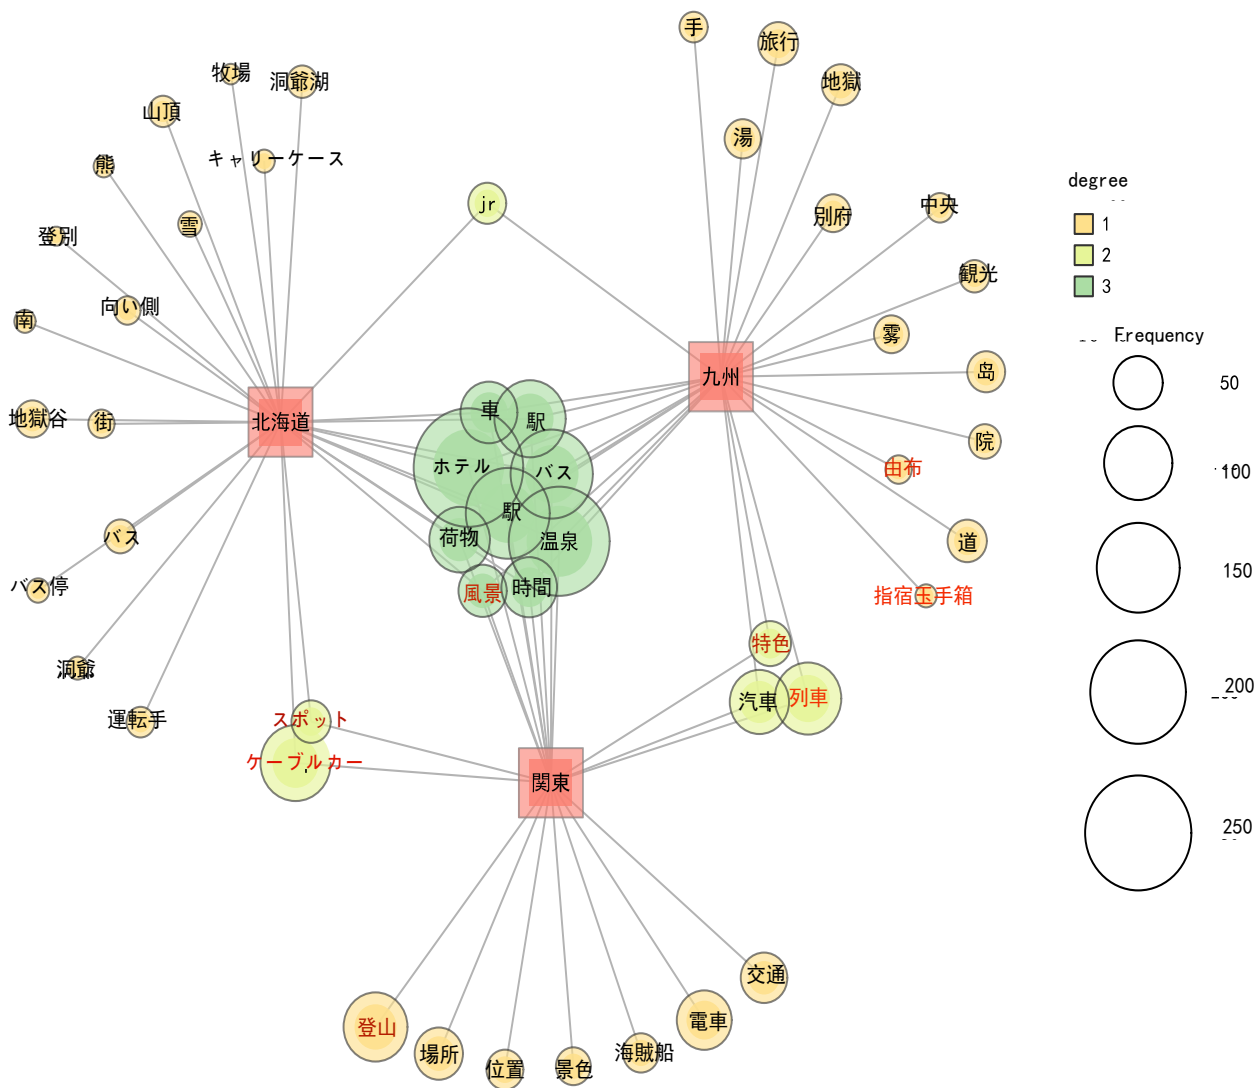 手
旅行
牧場
洞爺湖
地獄
山頂
湯
キャリーケース
熊
degree
jr
別府
中央
雪
1
登別
2
観光
3
向い側
南
雾
Frequency
九州
岛
50
車
駅
地獄谷
街
北海道
院
ホテル
バス
由布
100
駅
バス
荷物
温泉
道
150
バス停
風景
時間
指宿玉手箱
特色
洞爺
200
列車
汽車
運転手
スポット
ケーブルカー
関東
250
交通
電車
登山
場所
海賊船
位置
景色